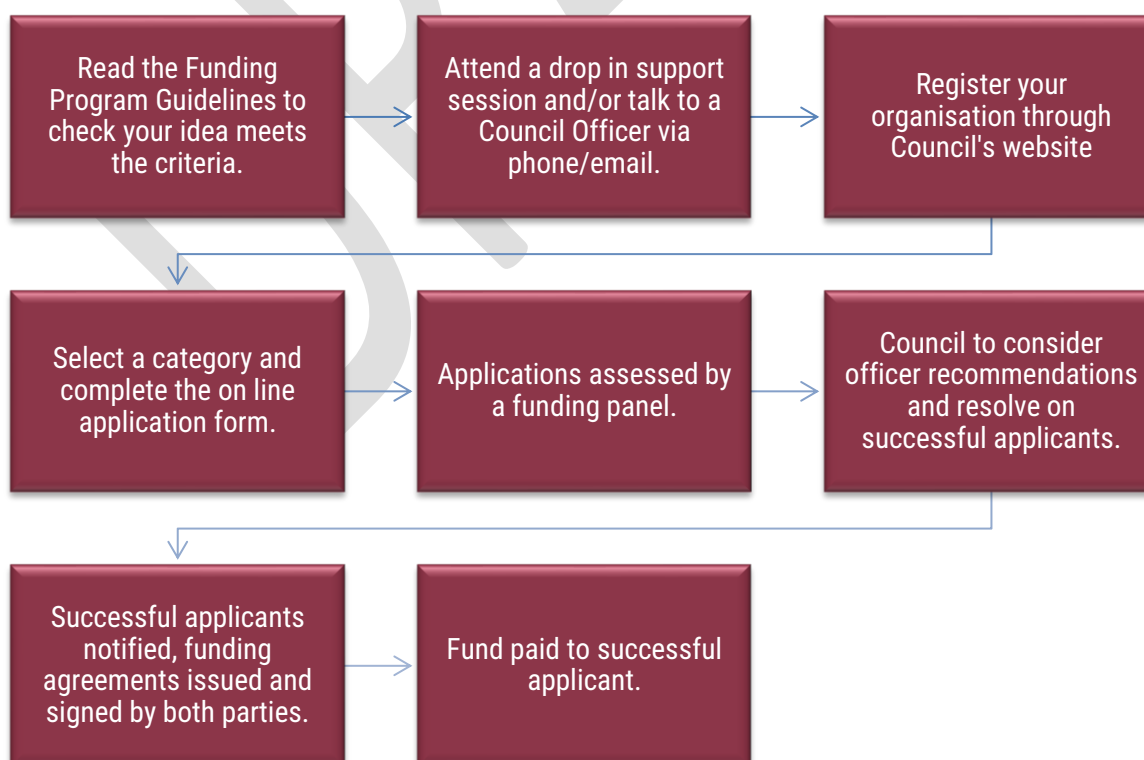 Read the Funding
Program Guidelines to
check your idea meets
the criteria.
Attend a drop in support
session and/or talk to a
Council Officer via
phone/email.
Register your
organisation through
Council's website
Select a category and
complete the on line
application form.
Applications assessed by
a funding panel.
Council to consider
officer recommendations
and resolve on
successful applicants.
Successful applicants
notified, funding
agreements issued and
signed by both parties.
Fund paid to successful
applicant.